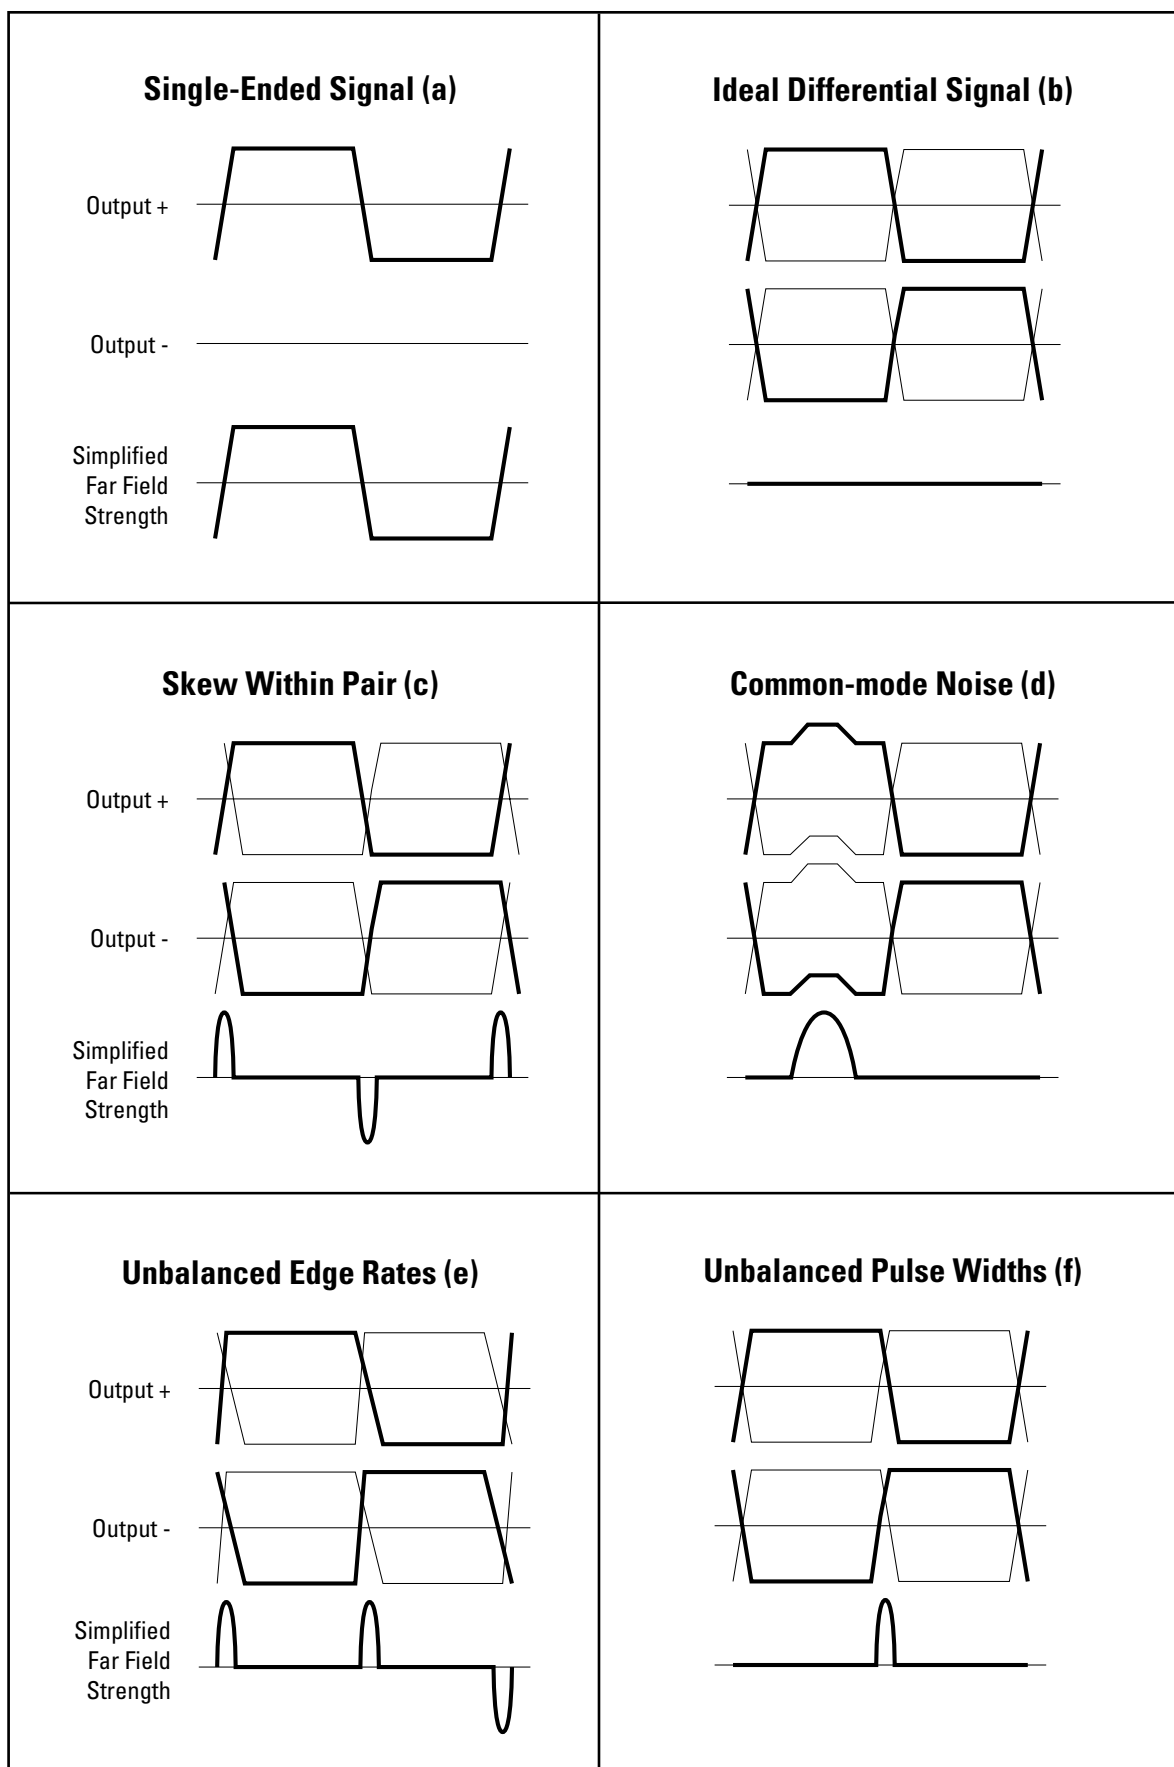 Single-Ended Signal (a)
Output +
Output -
Simplified
Far Field
Strength
Ideal Differential Signal (b)
Skew Within Pair (c)
Output +
Output -
Simplified
Far Field
Strength
Common-mode Noise (d)
Unbalanced Edge Rates (e)
Output +
Output -
Simplified
Far Field
Strength
Unbalanced Pulse Widths (f)